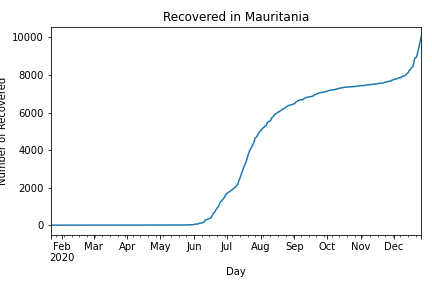 Recovered in Mauritania
Number of Recovered
10000
8000
6000
4000
2000
0
Feb Mar Apr May Jun Jul Aug Sep Oct Nov Dec
2020
Day